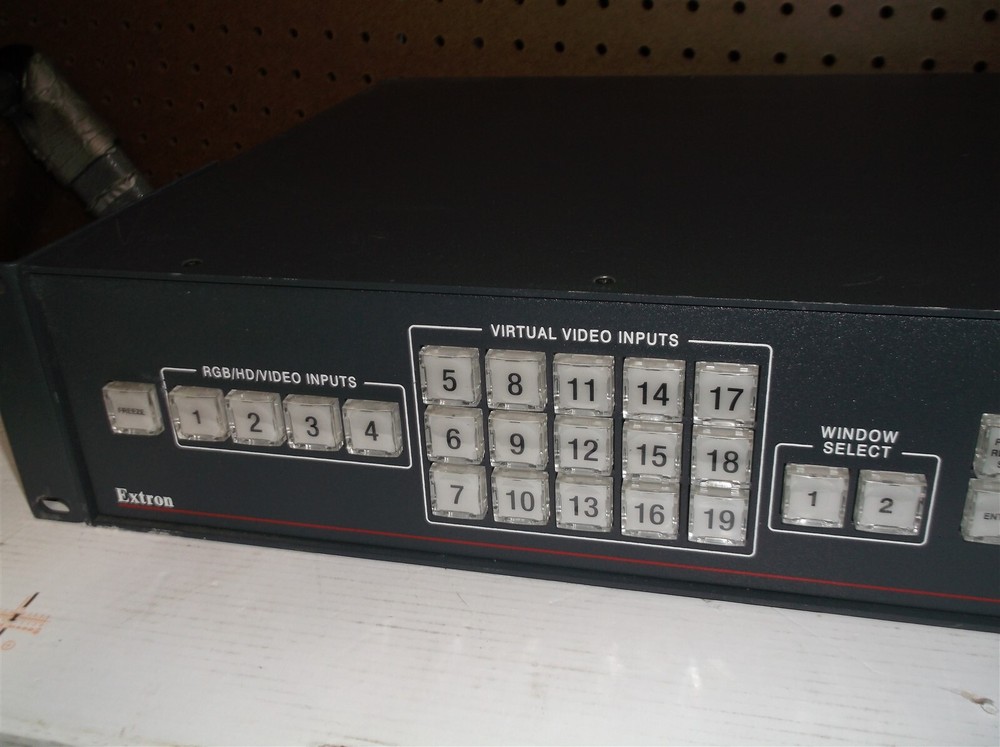 FREEZE
RGB/HD/VIDEO INPUTS
1 2 3 4
VIRTUAL VIDEO INPUTS
5 8 11 14 17
6 9 12 15 18
7 10 13 16 19
WINDOW
SELECT
1 2
Extron